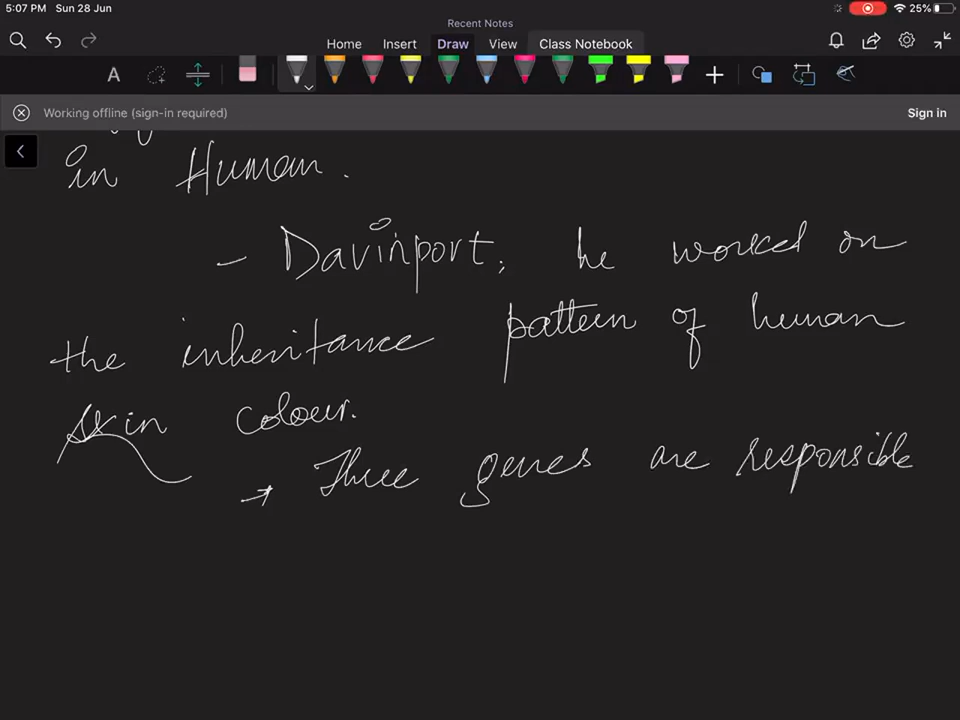 5:07 PM Sun 28 Jun 25%
Recent Notes
Home Insert Draw View Class Notebook
A
Working offline (sign-in required) Sign in
in Human.
- Davinport, he worked on
the inheritance pattern of human
skin colour.
→ Three genes are responsible